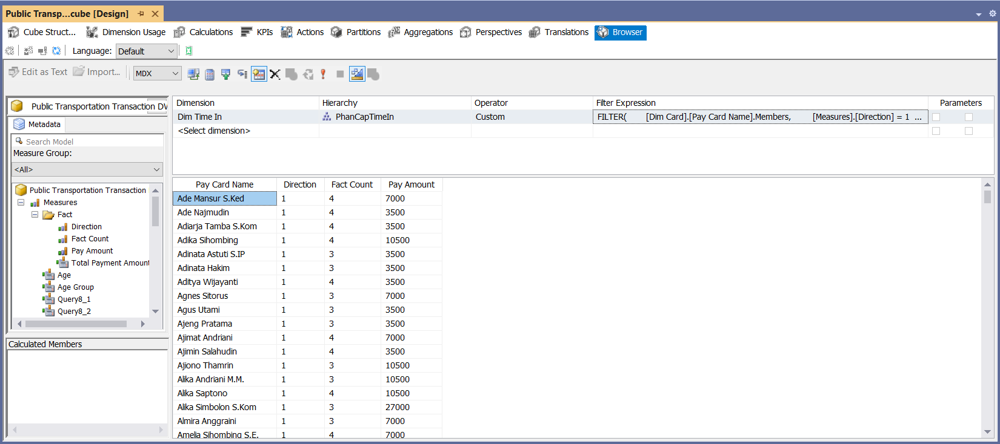 Public Transp...cube [Design]
Cube Struct... Dimension Usage Calculations KPIs Actions Partitions Aggregations Perspectives Translations Browser
Language: Default
Edit as Text Import... MDX
Public Transportation Transaction DW
Metadata
Search Model
Measure Group:
<All>
Public Transportation Transaction
Measures
Fact
Direction
Fact Count
Pay Amount
Total Payment Amount
Age
Age Group
Query8_1
Query8_2
Calculated Members
Dimension Hierarchy Operator Filter Expression Parameters
Dim Time In PhanCapTimeIn Custom FILTER( [Dim Card].[Pay Card Name].Members, [Measures].[Direction] = 1 ...
<Select dimension>
Pay Card Name Direction Fact Count Pay Amount
Ade Mansur S.Ked 1 4 7000
Ade Najmudin 1 4 3500
Adiarja Tamba S.Kom 1 4 3500
Adika Sihombing 1 4 10500
Adinata Astuti S.IP 1 3 3500
Adinata Hakim 1 3 3500
Aditya Wijayanti 1 4 3500
Agnes Sitorus 1 3 7000
Agus Utami 1 3 3500
Ajeng Pratama 1 3 3500
Ajimat Andriani 1 4 7000
Ajimin Salahudin 1 4 3500
Ajiono Thamrin 1 3 10500
Alika Andriani M.M. 1 3 10500
Alika Saptono 1 4 10500
Alika Simbolon S.Kom 1 3 27000
Almira Anggraini 1 3 7000
Amelia Sihombing S.E. 1 4 7000